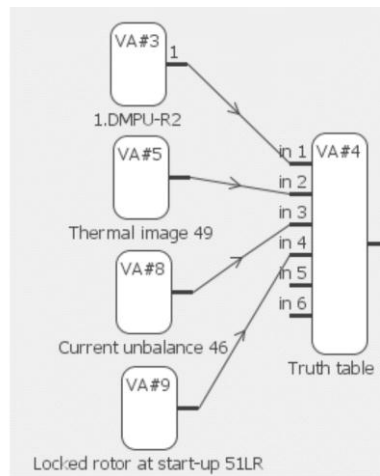 VA#3
1
1.DMPU-R2
VA#5
Thermal image 49
VA#8
Current unbalance 46
VA#9
Locked rotor at start-up 51LR
in 1
in 2
in 3
in 4
in 5
in 6
VA#4
Truth table